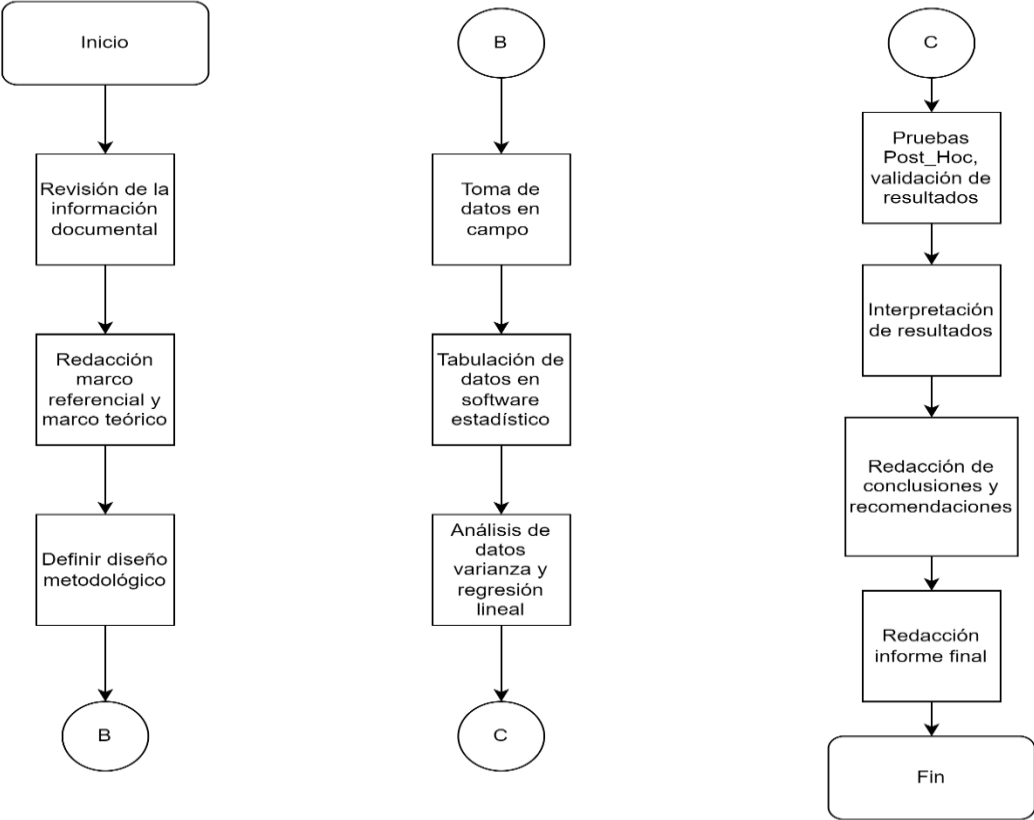 Inicio
Revisión de la
información
documental
Redacción
marco
referencial y
marco teórico
Definir diseño
metodológico
B
B
Toma de
datos en
campo
Tabulación de
datos en
software
estadístico
Análisis de
datos
varianza y
regresión
lineal
C
C
Pruebas
Post_Hoc,
validación de
resultados
Interpretación
de resultados
Redacción de
conclusiones y
recomendaciones
Redacción
informe final
Fin